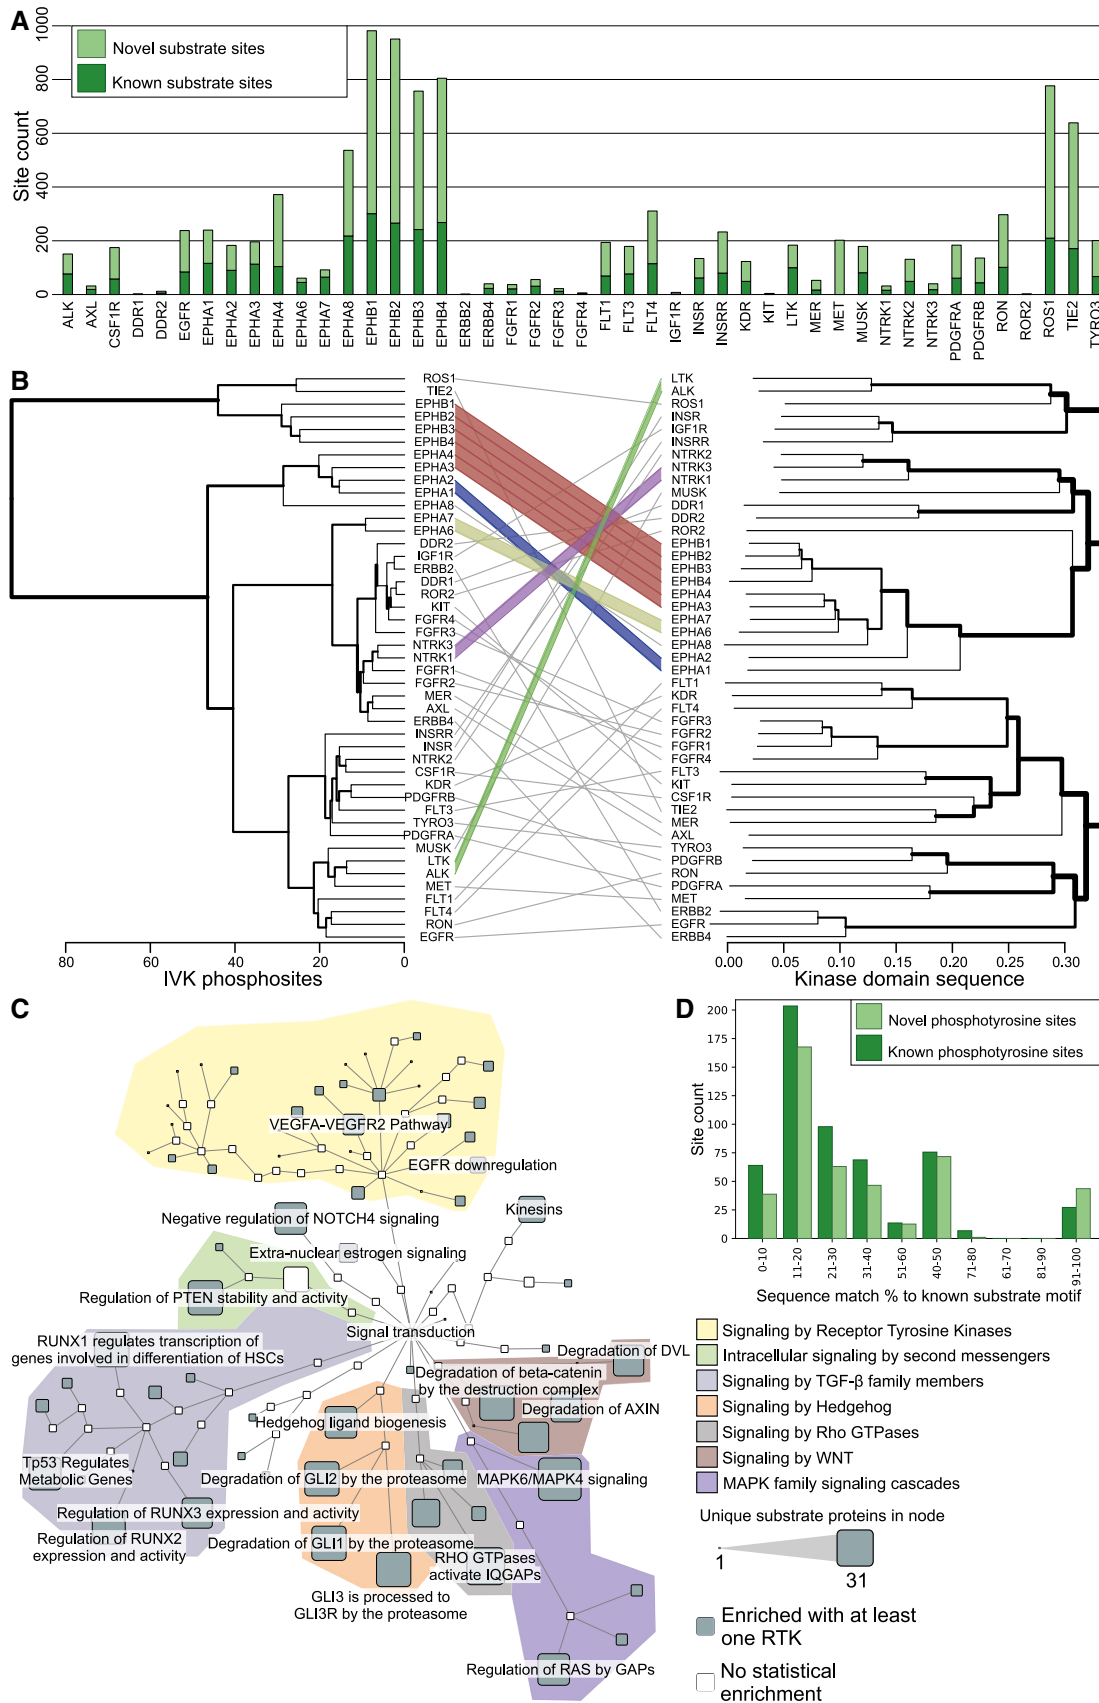 A
1000
800
600
400
200
0
Site count
Novel substrate sites
Known substrate sites
ALK
AXL
CSF1R
DDR1
DDR2
EGFR
EPHA1
EPHA2
EPHA3
EPHA4
EPHA6
EPHA7
EPHA8
EPHB1
EPHB2
EPHB3
EPHB4
ERBB2
ERBB4
FGFR1
FGFR2
FGFR3
FGFR4
FLT1
FLT3
FLT4
IGF1R
INSR
INSRR
KDR
KIT
LTK
MER
MET
MUSK
NTRK1
NTRK2
NTRK3
PDGFRA
PDGFRB
RON
ROR2
ROS1
TIE2
TYRO3
B
ROS1
TIE2
EPHB1
EPHB2
EPHB3
EPHB4
EPHA4
EPHA3
EPHA2
EPHA1
EPHA8
EPHA7
EPHA6
DDR2
IGF1R
ERBB2
DDR1
ROR2
KIT
FGFR4
FGFR3
NTRK3
NTRK1
FGFR1
FGFR2
MER
AXL
ERBB4
INSRR
INSR
NTRK2
CSF1R
KDR
PDGFRB
FLT3
TYRO3
PDGFRA
MUSK
LTK
ALK
MET
FLT1
FLT4
RON
EGFR
80
60
40
20
0
IVK phosphosites
LTK
ALK
ROS1
INSR
IGF1R
INSRR
NTRK2
NTRK3
NTRK1
MUSK
DDR1
DDR2
ROR2
EPHB1
EPHB2
EPHB3
EPHB4
EPHA4
EPHA3
EPHA7
EPHA6
EPHA8
EPHA2
EPHA1
FLT1
KDR
FLT4
FGFR3
FGFR2
FGFR1
FGFR4
FLT3
KIT
CSF1R
TIE2
MER
AXL
TYRO3
PDGFRB
RON
PDGFRA
MET
ERBB2
EGFR
ERBB4
0.00
0.05
0.10
0.15
0.20
0.25
0.30
Kinase domain sequence
C
VEGFA-VEGFR2 Pathway
EGFR downregulation
Negative regulation of NOTCH4 signaling
Kinesins
Extra-nuclear estrogen signaling
Regulation of PTEN stability and activity
Signal transduction
RUNX1 regulates transcription of
genes involved in differentiation of HSCs
Degradation of DVL
Degradation of beta-catenin
by the destruction complex
Degradation of AXIN
Hedgehog ligand biogenesis
Tp53 Regulates
Metabolic Genes
Degradation of GLI2 by the proteasome
MAPK6/MAPK4 signaling
Regulation of RUNX3 expression and activity
Regulation of RUNX2
expression and activity
Degradation of GLI1 by the proteasome
RHO GTPases
activate IQGAPs
GLI3 is processed to
GLI3R by the proteasome
Regulation of RAS by GAPs
D
200
175
150
125
100
75
50
25
0
Site count
Novel phosphotyrosine sites
Known phosphotyrosine sites
0-10
11-20
21-30
31-40
51-60
40-50
71-80
61-70
81-90
91-100
Sequence match % to known substrate motif
Signaling by Receptor Tyrosine Kinases
Intracellular signaling by second messengers
Signaling by TGF-β family members
Signaling by Hedgehog
Signaling by Rho GTPases
Signaling by WNT
MAPK family signaling cascades
Unique substrate proteins in node
1
31
Enriched with at least
one RTK
No statistical
enrichment